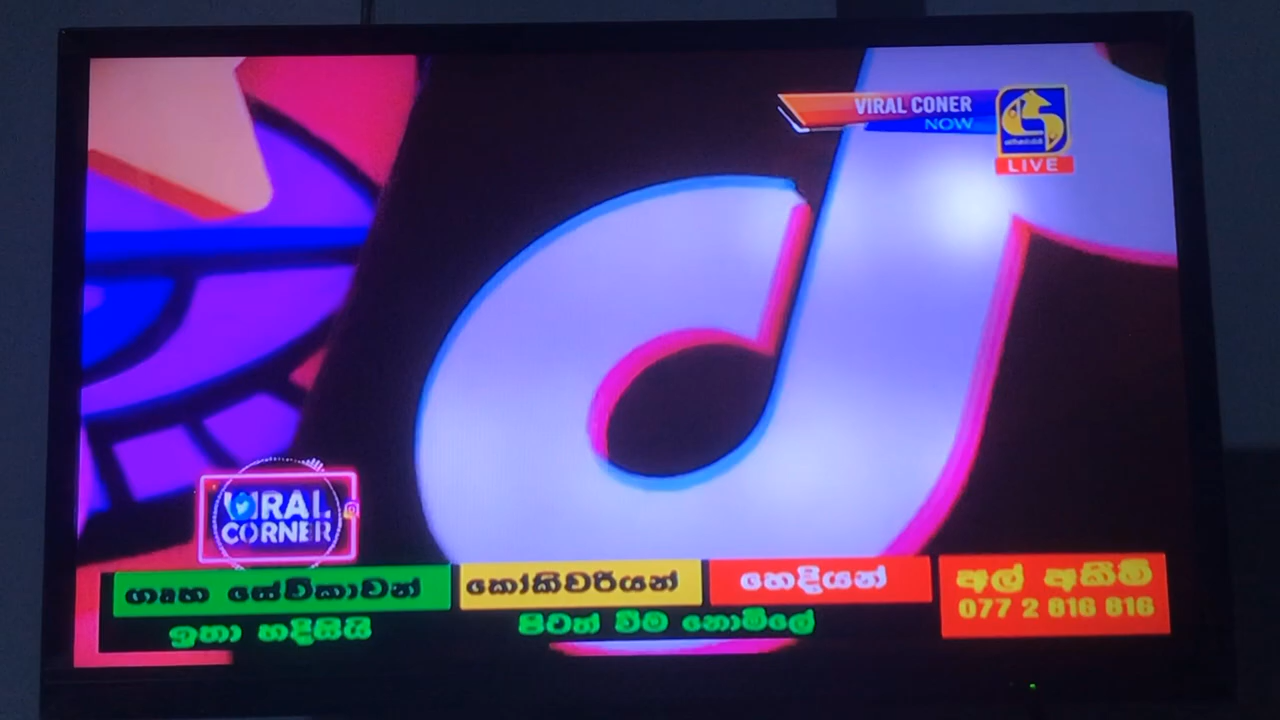 VIRAL CONER
NOW
LIVE
VIRAL
CORNER
ගෘහ සේවිකාවන්
කෝකිවරියන්
හෙදියන්
අල් අකීම්
077 2 816 816
ඉතා හදිසියි
පිටත් වීම නොමිලේ